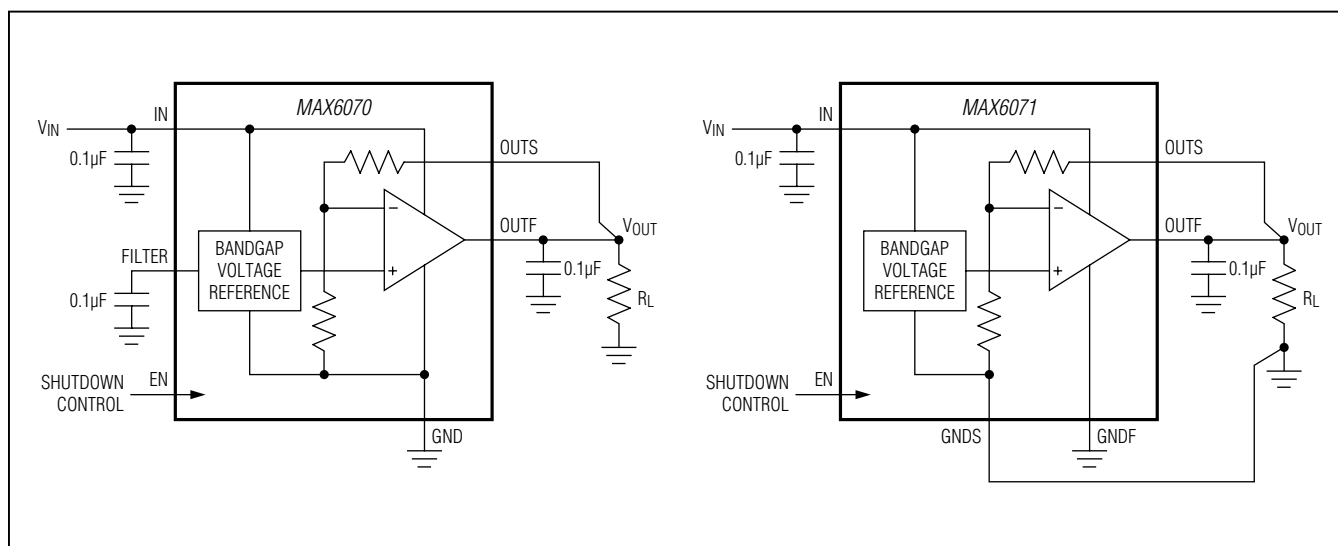 MAX6070
IN
VIN
0.1µF
OUTS
−
OUTF
VOUT
FILTER
BANDGAP
VOLTAGE
REFERENCE
+
0.1µF
0.1µF
RL
SHUTDOWN
CONTROL
EN
GND
MAX6071
IN
VIN
0.1µF
OUTS
−
OUTF
VOUT
BANDGAP
VOLTAGE
REFERENCE
+
0.1µF
RL
SHUTDOWN
CONTROL
EN
GNDS
GNDF